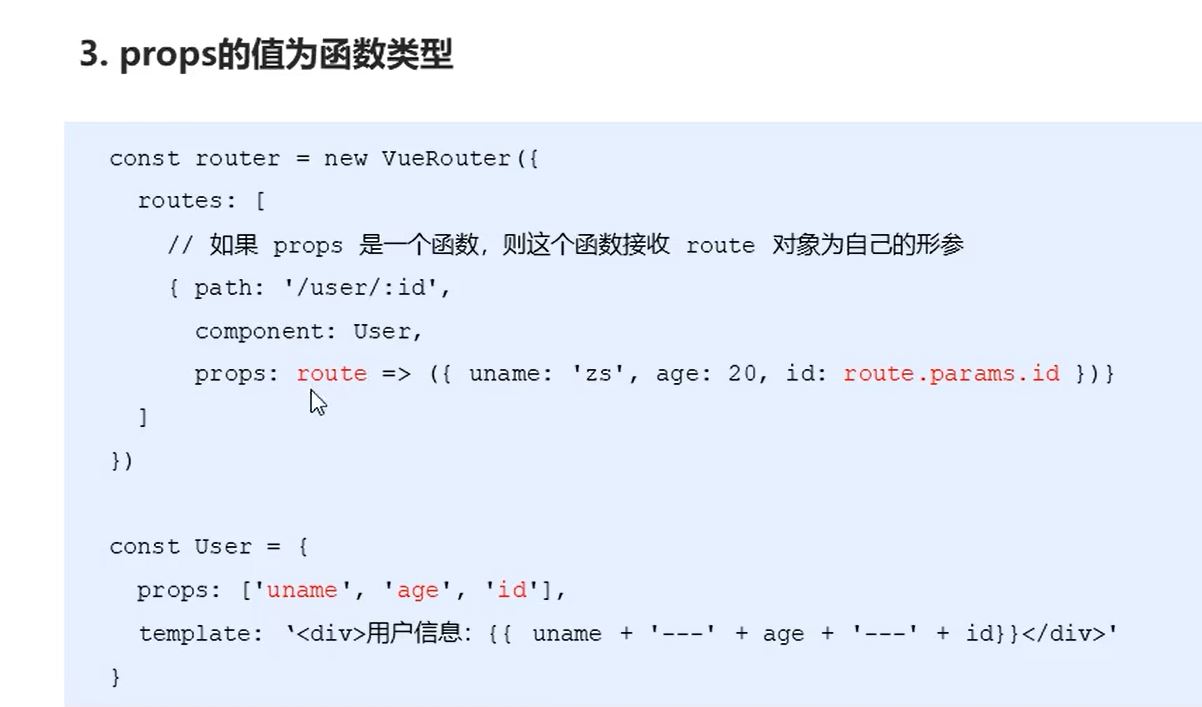 3. props的值为函数类型
const router = new VueRouter({
routes: [
// 如果 props 是一个函数，则这个函数接收 route 对象为自己的形参
{ path: '/user/:id',
component: User,
props: route => ({ uname: 'zs', age: 20, id: route.params.id })}
]
})
const User = {
props: ['uname', 'age', 'id'],
template: ‘<div>用户信息：{{ uname + '---' + age + '---' + id}}</div>'
}